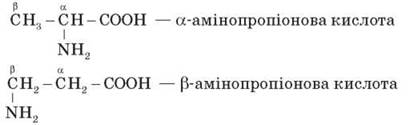 β α
CH₃ – CH – COOH — α-амінопропіонова кислота
|
NH₂
β α
CH₂ – CH₂ – COOH — β-амінопропіонова кислота
|
NH₂